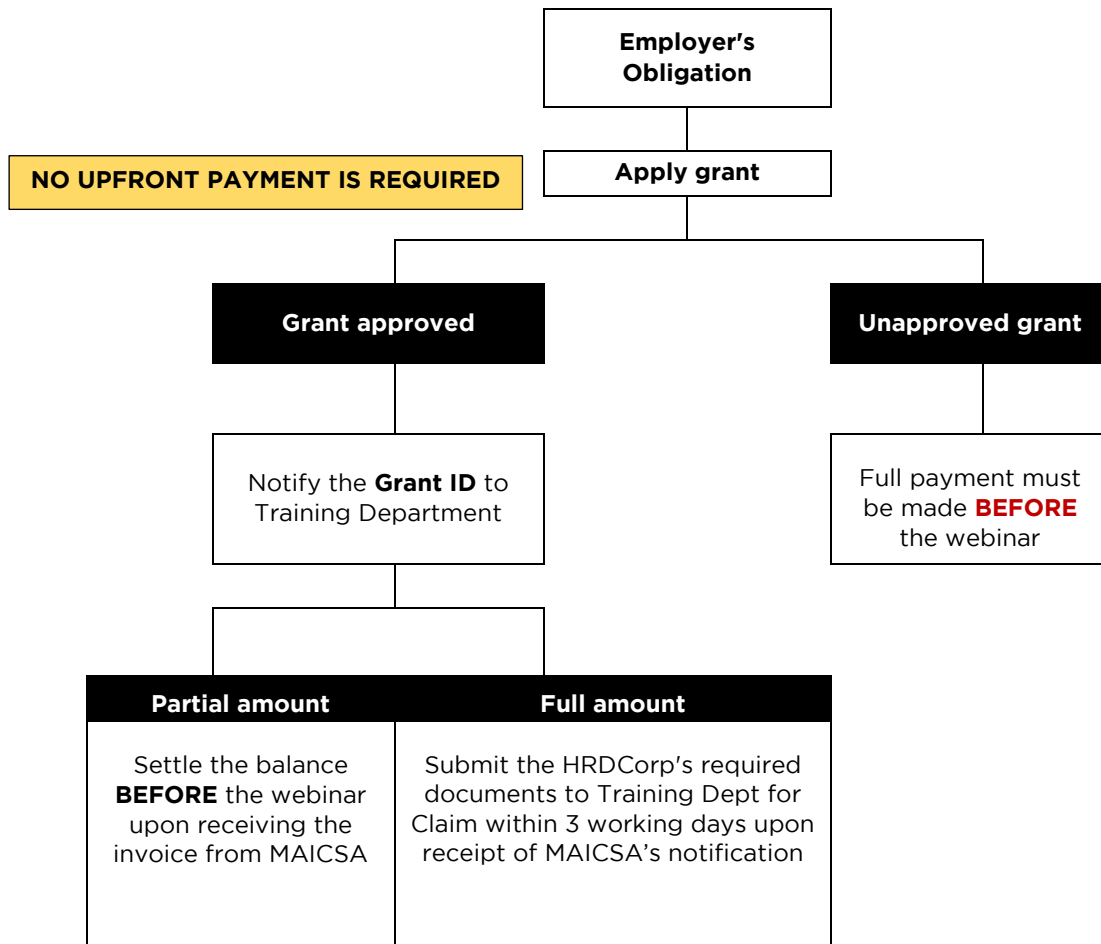 Employer's
Obligation
NO UPFRONT PAYMENT IS REQUIRED
Apply grant
Grant approved
Unapproved grant
Notify the Grant ID to
Training Department
Full payment must
be made BEFORE
the webinar
Partial amount
Full amount
Settle the balance
BEFORE the webinar
upon receiving the
invoice from MAICSA
Submit the HRDCorp's required
documents to Training Dept for
Claim within 3 working days upon
receipt of MAICSA’s notification